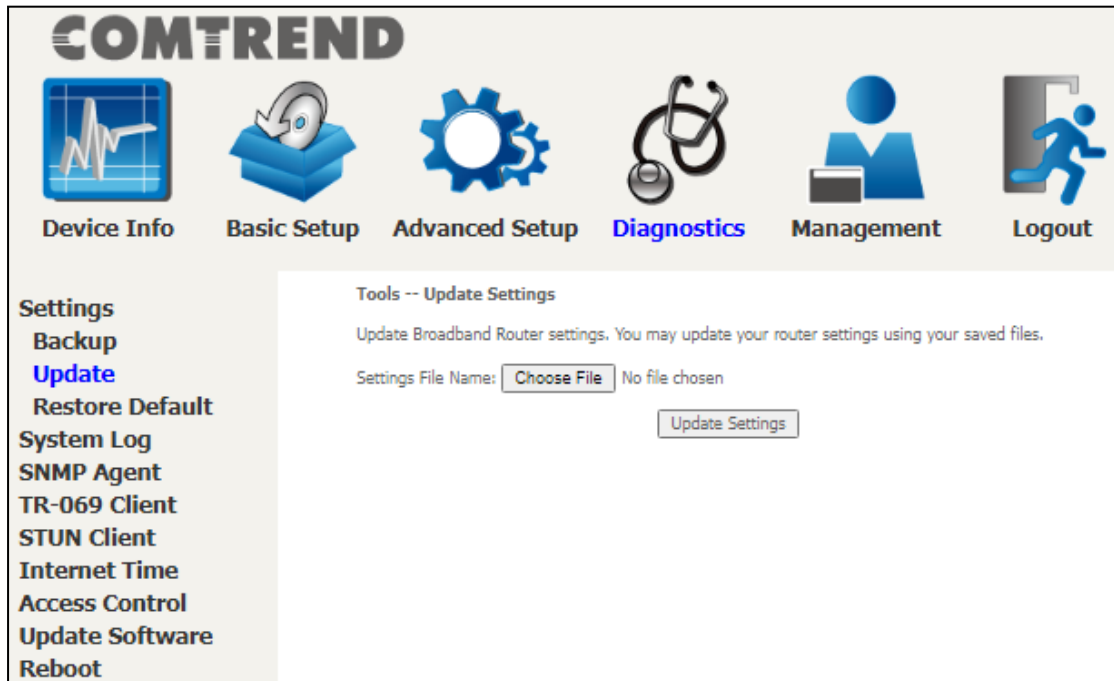 COMTREND
Device Info
Basic Setup
Advanced Setup
Diagnostics
Management
Logout
Settings
Backup
Update
Restore Default
System Log
SNMP Agent
TR-069 Client
STUN Client
Internet Time
Access Control
Update Software
Reboot
Tools -- Update Settings
Update Broadband Router settings. You may update your router settings using your saved files.
Settings File Name: Choose File No file chosen
Update Settings